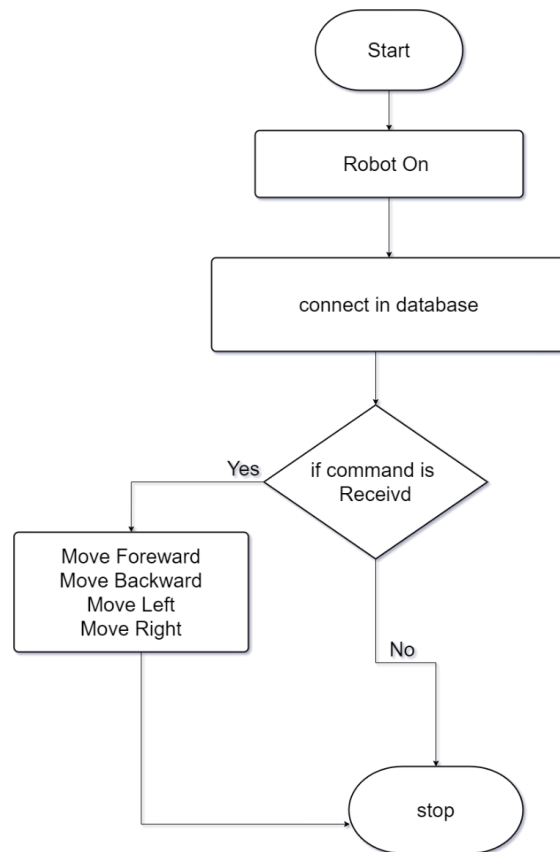 Start
Robot On
connect in database
if command is
Receivd
Yes
Move Foreward
Move Backward
Move Left
Move Right
No
stop